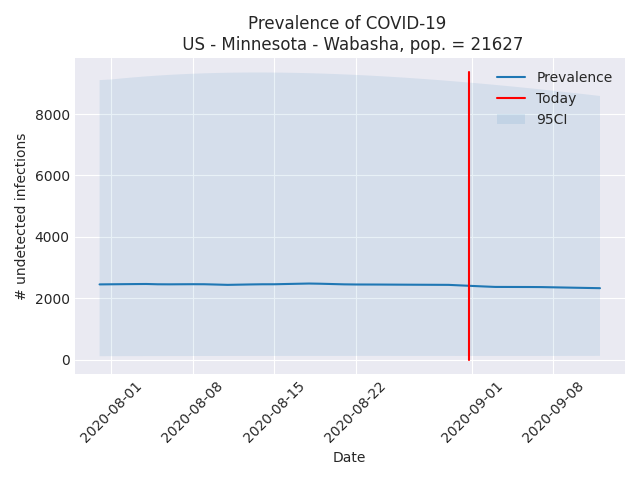 Prevalence of COVID-19
US - Minnesota - Wabasha, pop. = 21627
Prevalence
Today
95CI
8000
6000
4000
2000
0
# undetected infections
2020-08-01
2020-08-08
2020-08-15
2020-08-22
2020-09-01
2020-09-08
Date